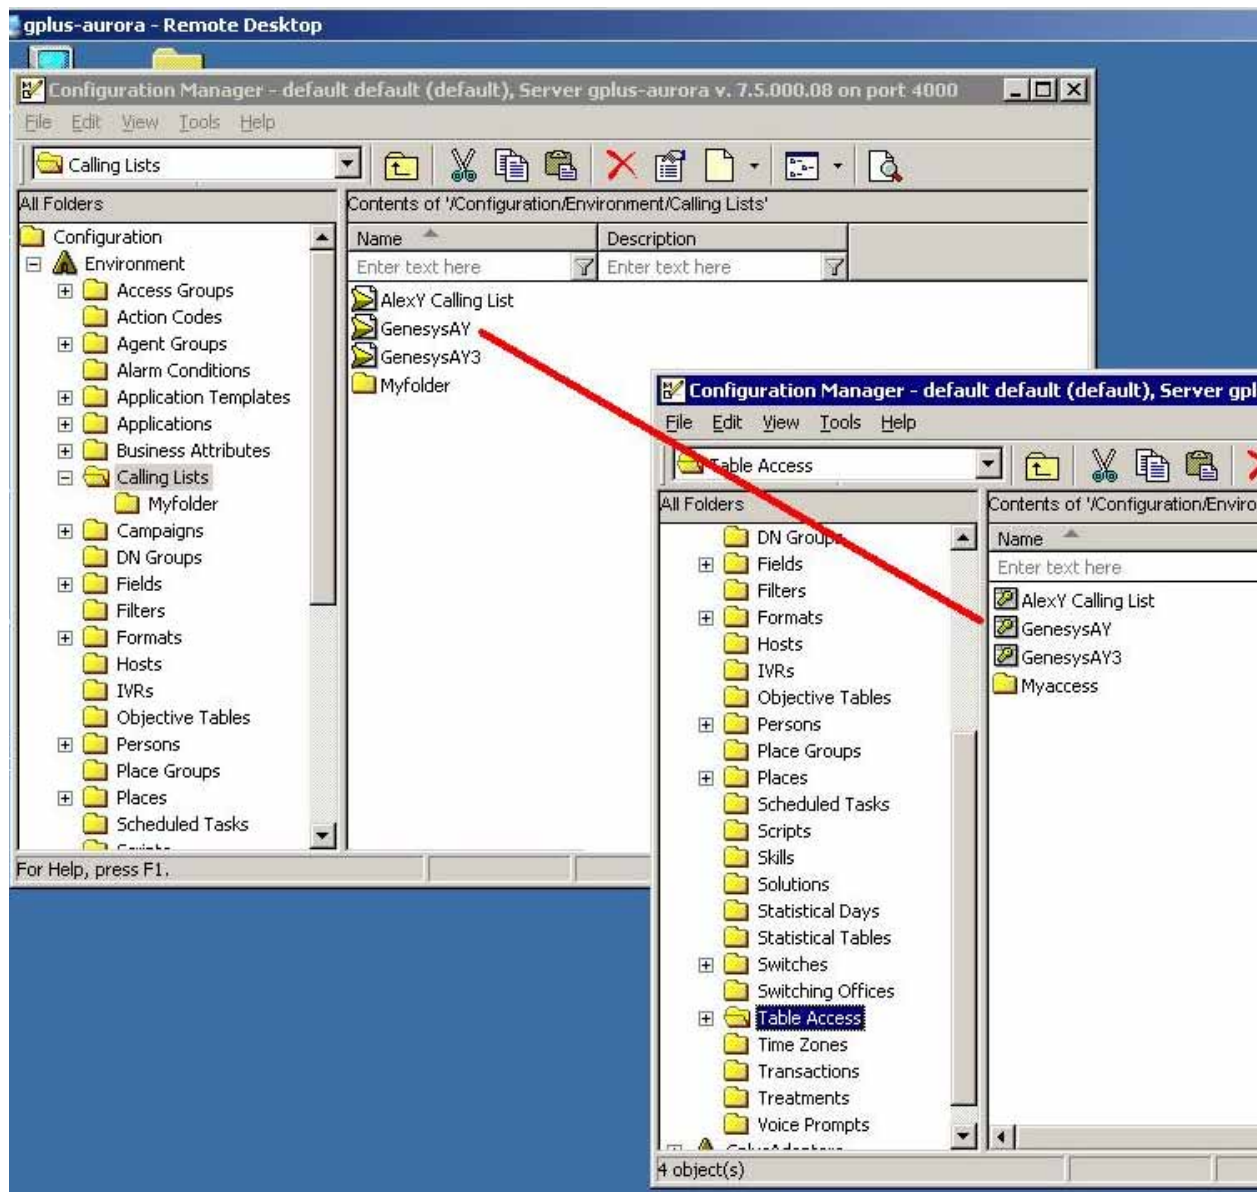 gplus-aurora - Remote Desktop
Configuration Manager - default default (default), Server gplus-aurora v. 7.5.000.08 on port 4000
File Edit View Tools Help
Calling Lists
All Folders
Contents of '/Configuration/Environment/Calling Lists'
Configuration
Environment
Access Groups
Action Codes
Agent Groups
Alarm Conditions
Application Templates
Applications
Business Attributes
Calling Lists
Myfolder
Campaigns
DN Groups
Fields
Filters
Formats
Hosts
IVRs
Objective Tables
Persons
Place Groups
Places
Scheduled Tasks
Name Description
Enter text here Enter text here
AlexY Calling List
GenesysAY
GenesysAY3
Myfolder
For Help, press F1.
Configuration Manager - default default (default), Server gpl
File Edit View Tools Help
Table Access
All Folders
Contents of '/Configuration/Enviro
DN Groups
Fields
Filters
Formats
Hosts
IVRs
Objective Tables
Persons
Place Groups
Places
Scheduled Tasks
Scripts
Skills
Solutions
Statistical Days
Statistical Tables
Switches
Switching Offices
Table Access
Time Zones
Transactions
Treatments
Voice Prompts
Name
Enter text here
AlexY Calling List
GenesysAY
GenesysAY3
Myaccess
4 object(s)